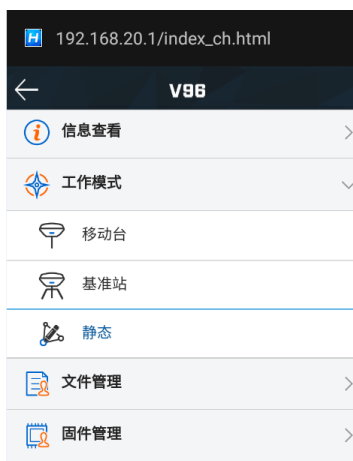 192.168.20.1/index_ch.html
V96
信息查看
工作模式
移动台
基准站
静态
文件管理
固件管理